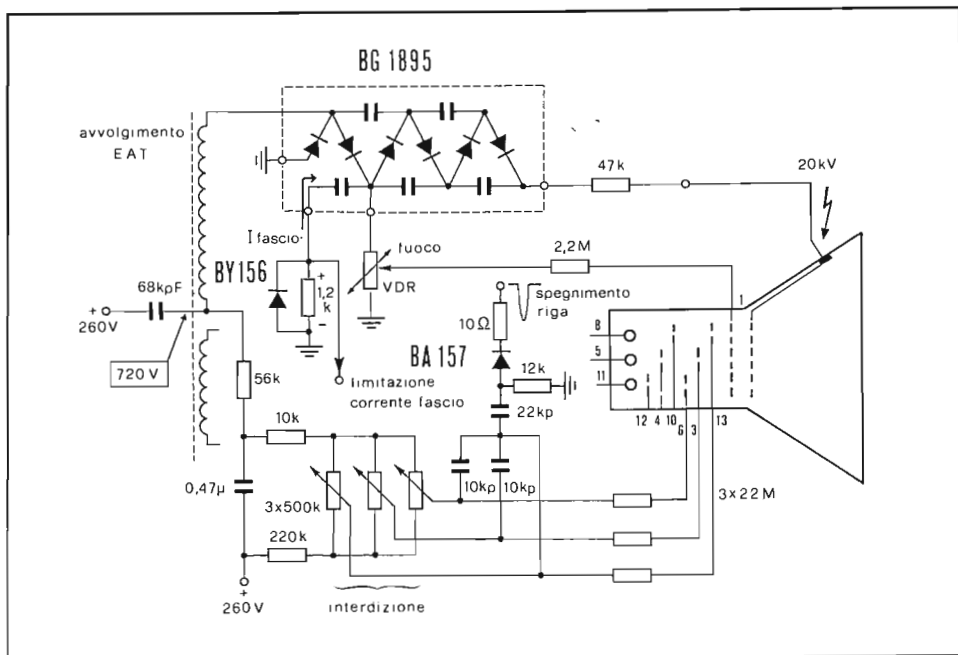 BG 1895
avvolgimento
EAT
47k
20kV
I fascio
fuoco
BY156
VDR
2,2M
1
68kpF
+
1,2
k
-
spegnimento
riga
+
260V
10Ω
8
5
11
BA 157
720 V
limitazione
corrente fascio
12k
56k
22kp
12
4
10
6
3
13
10k
0,47μ
3x500k
10kp
10kp
3x22M
220k
+
260V
interdizione